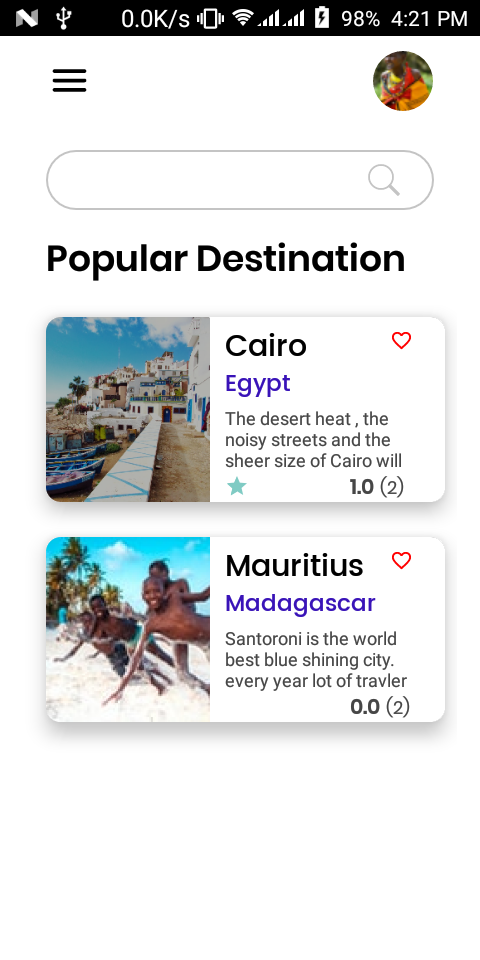 0.0K/s 98% 4:21 PM
Popular Destination
Cairo
Egypt
The desert heat , the
noisy streets and the
sheer size of Cairo will
1.0 (2)
Mauritius
Madagascar
Santoroni is the world
best blue shining city.
every year lot of travler
0.0 (2)